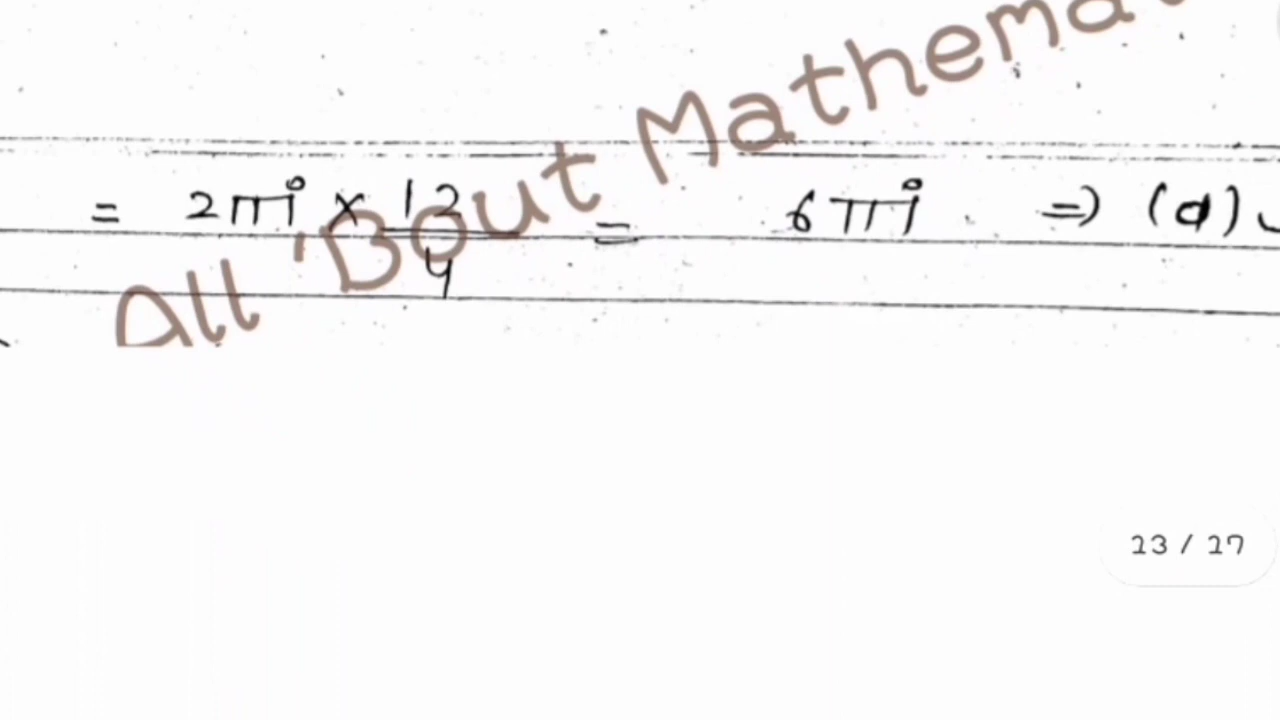 = 2πi × 12/4 = 6πi ⇒ (d)
All 'Bout Mathema
23 / 27